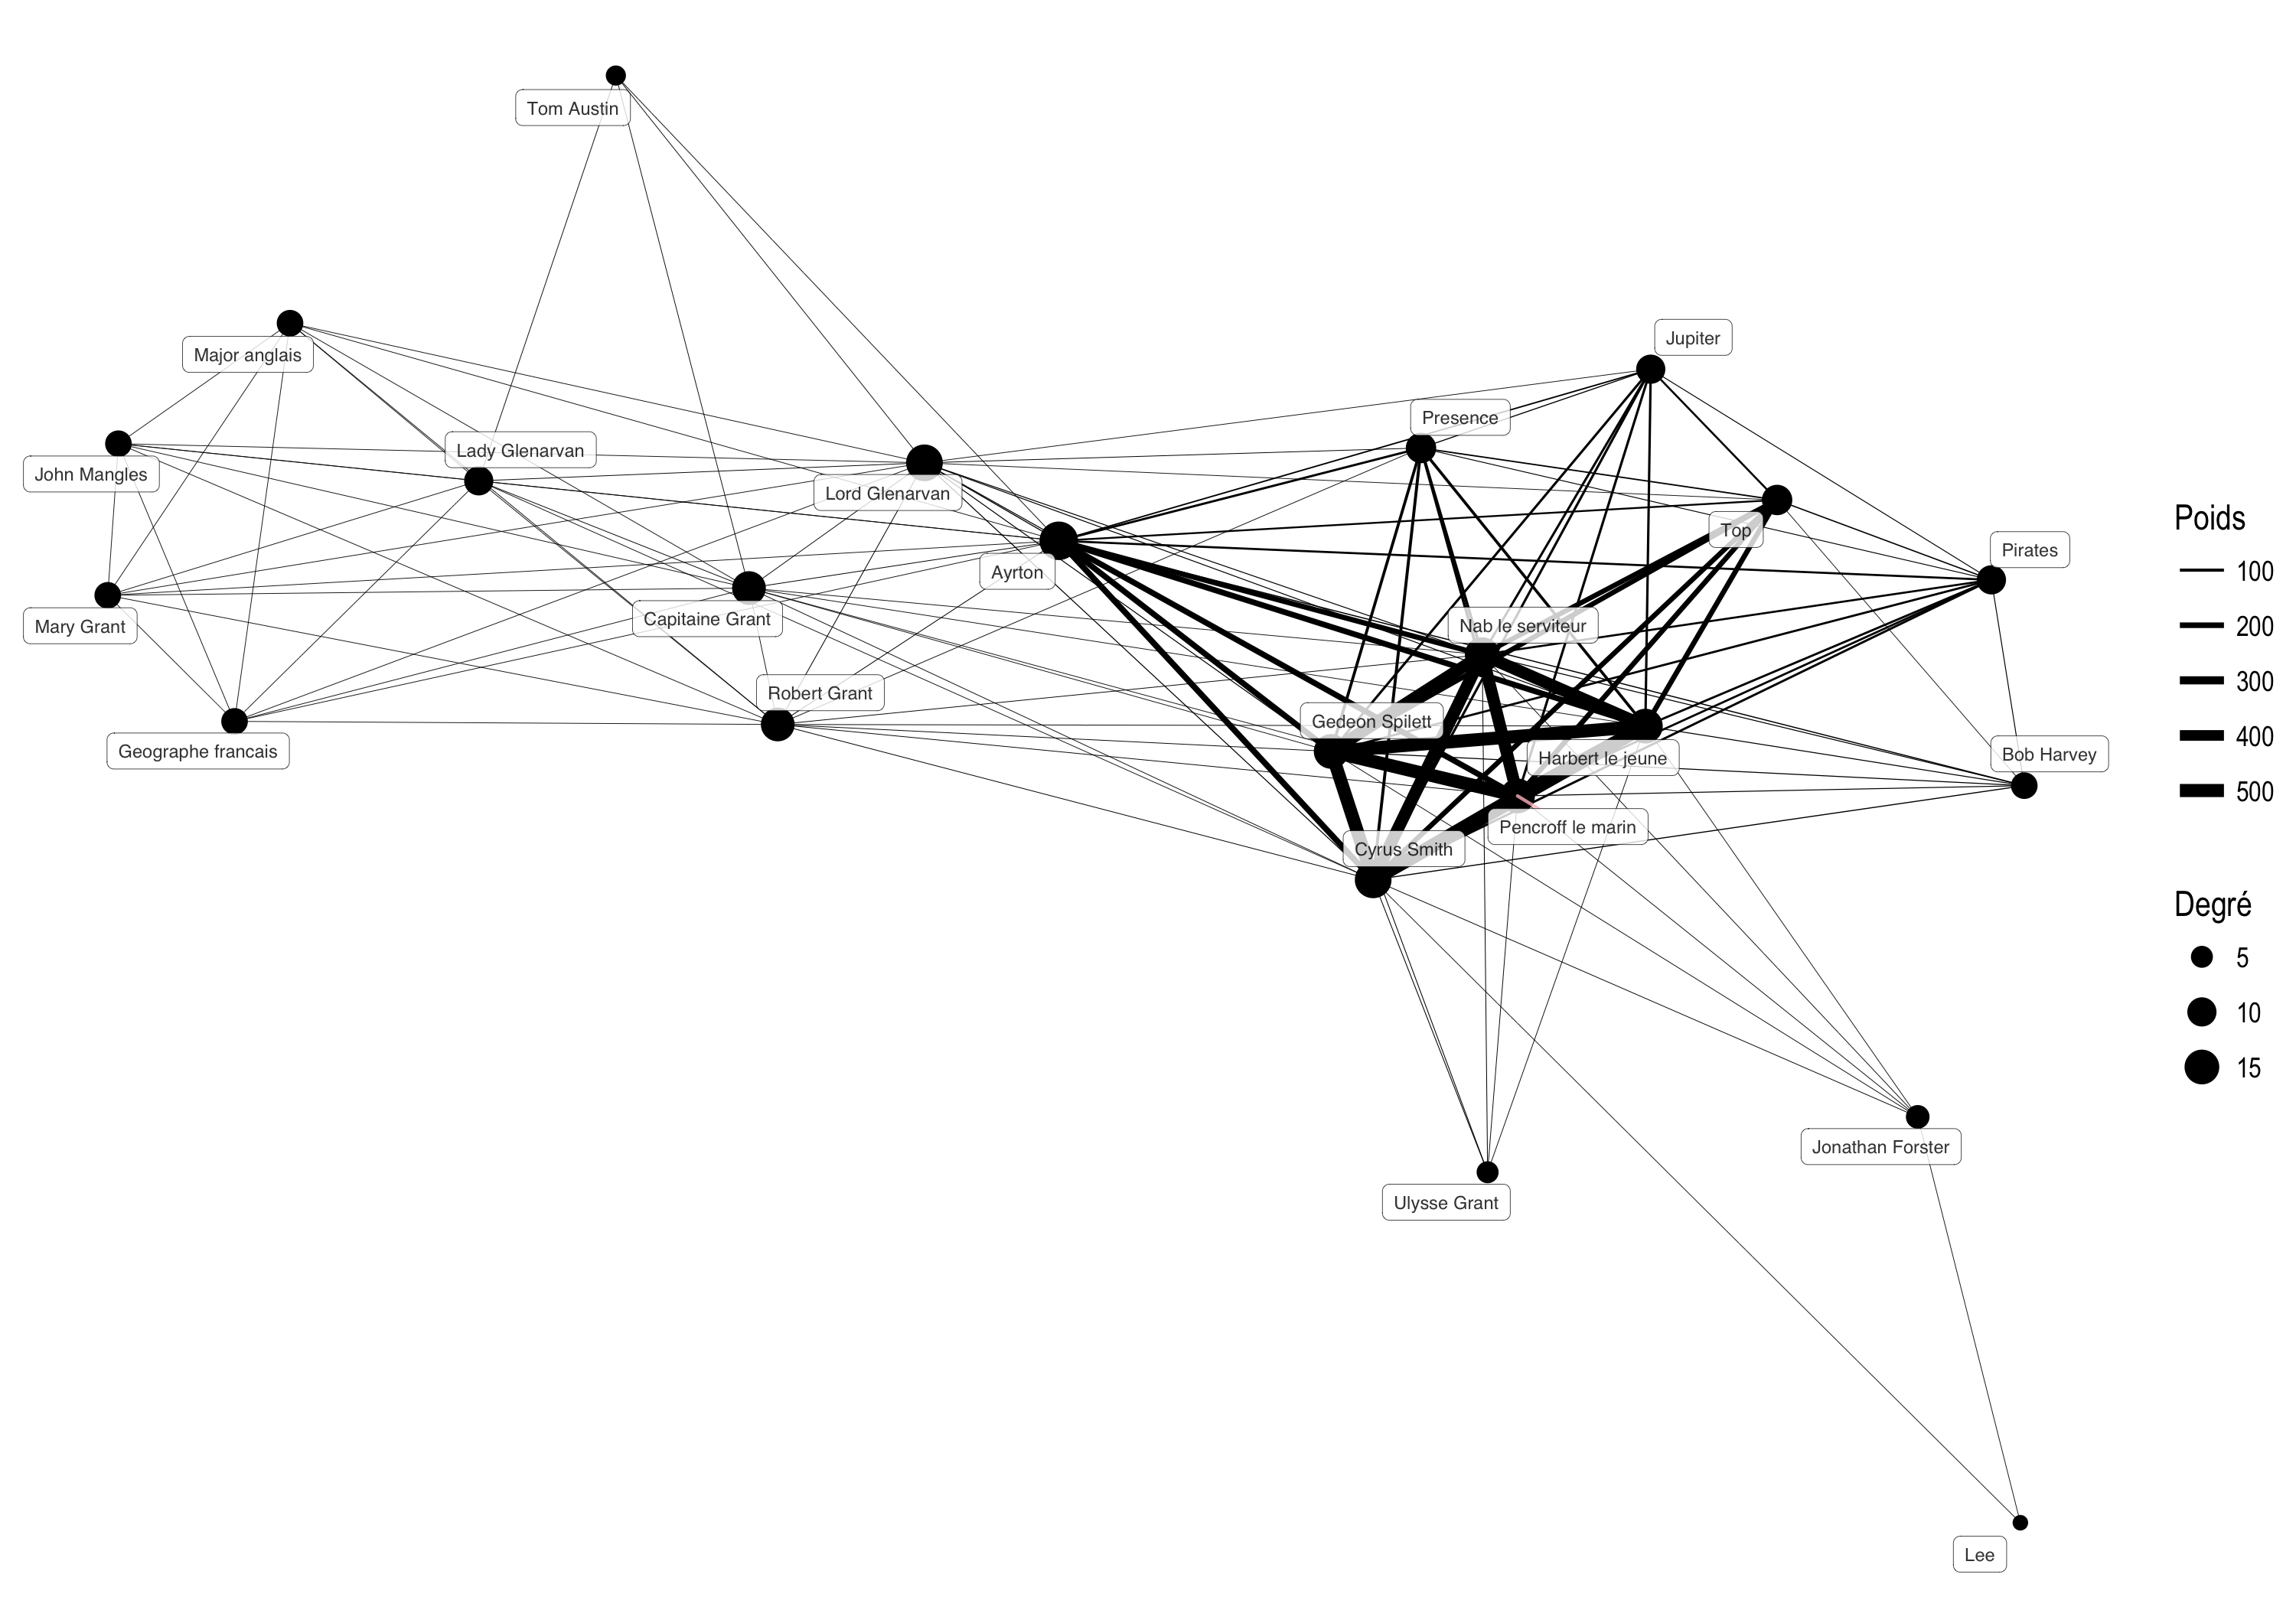 Tom Austin
Jupiter
Major anglais
Presence
Lady Glenarvan
John Mangles
Lord Glenarvan
Top
Pirates
Ayrton
Capitaine Grant
Mary Grant
Nab le serviteur
Robert Grant
Gedeon Spilett
Geographe francais
Harbert le jeune
Bob Harvey
Pencroff le marin
Cyrus Smith
Jonathan Forster
Ulysse Grant
Lee
Poids
100
200
300
400
500
Degré
5
10
15